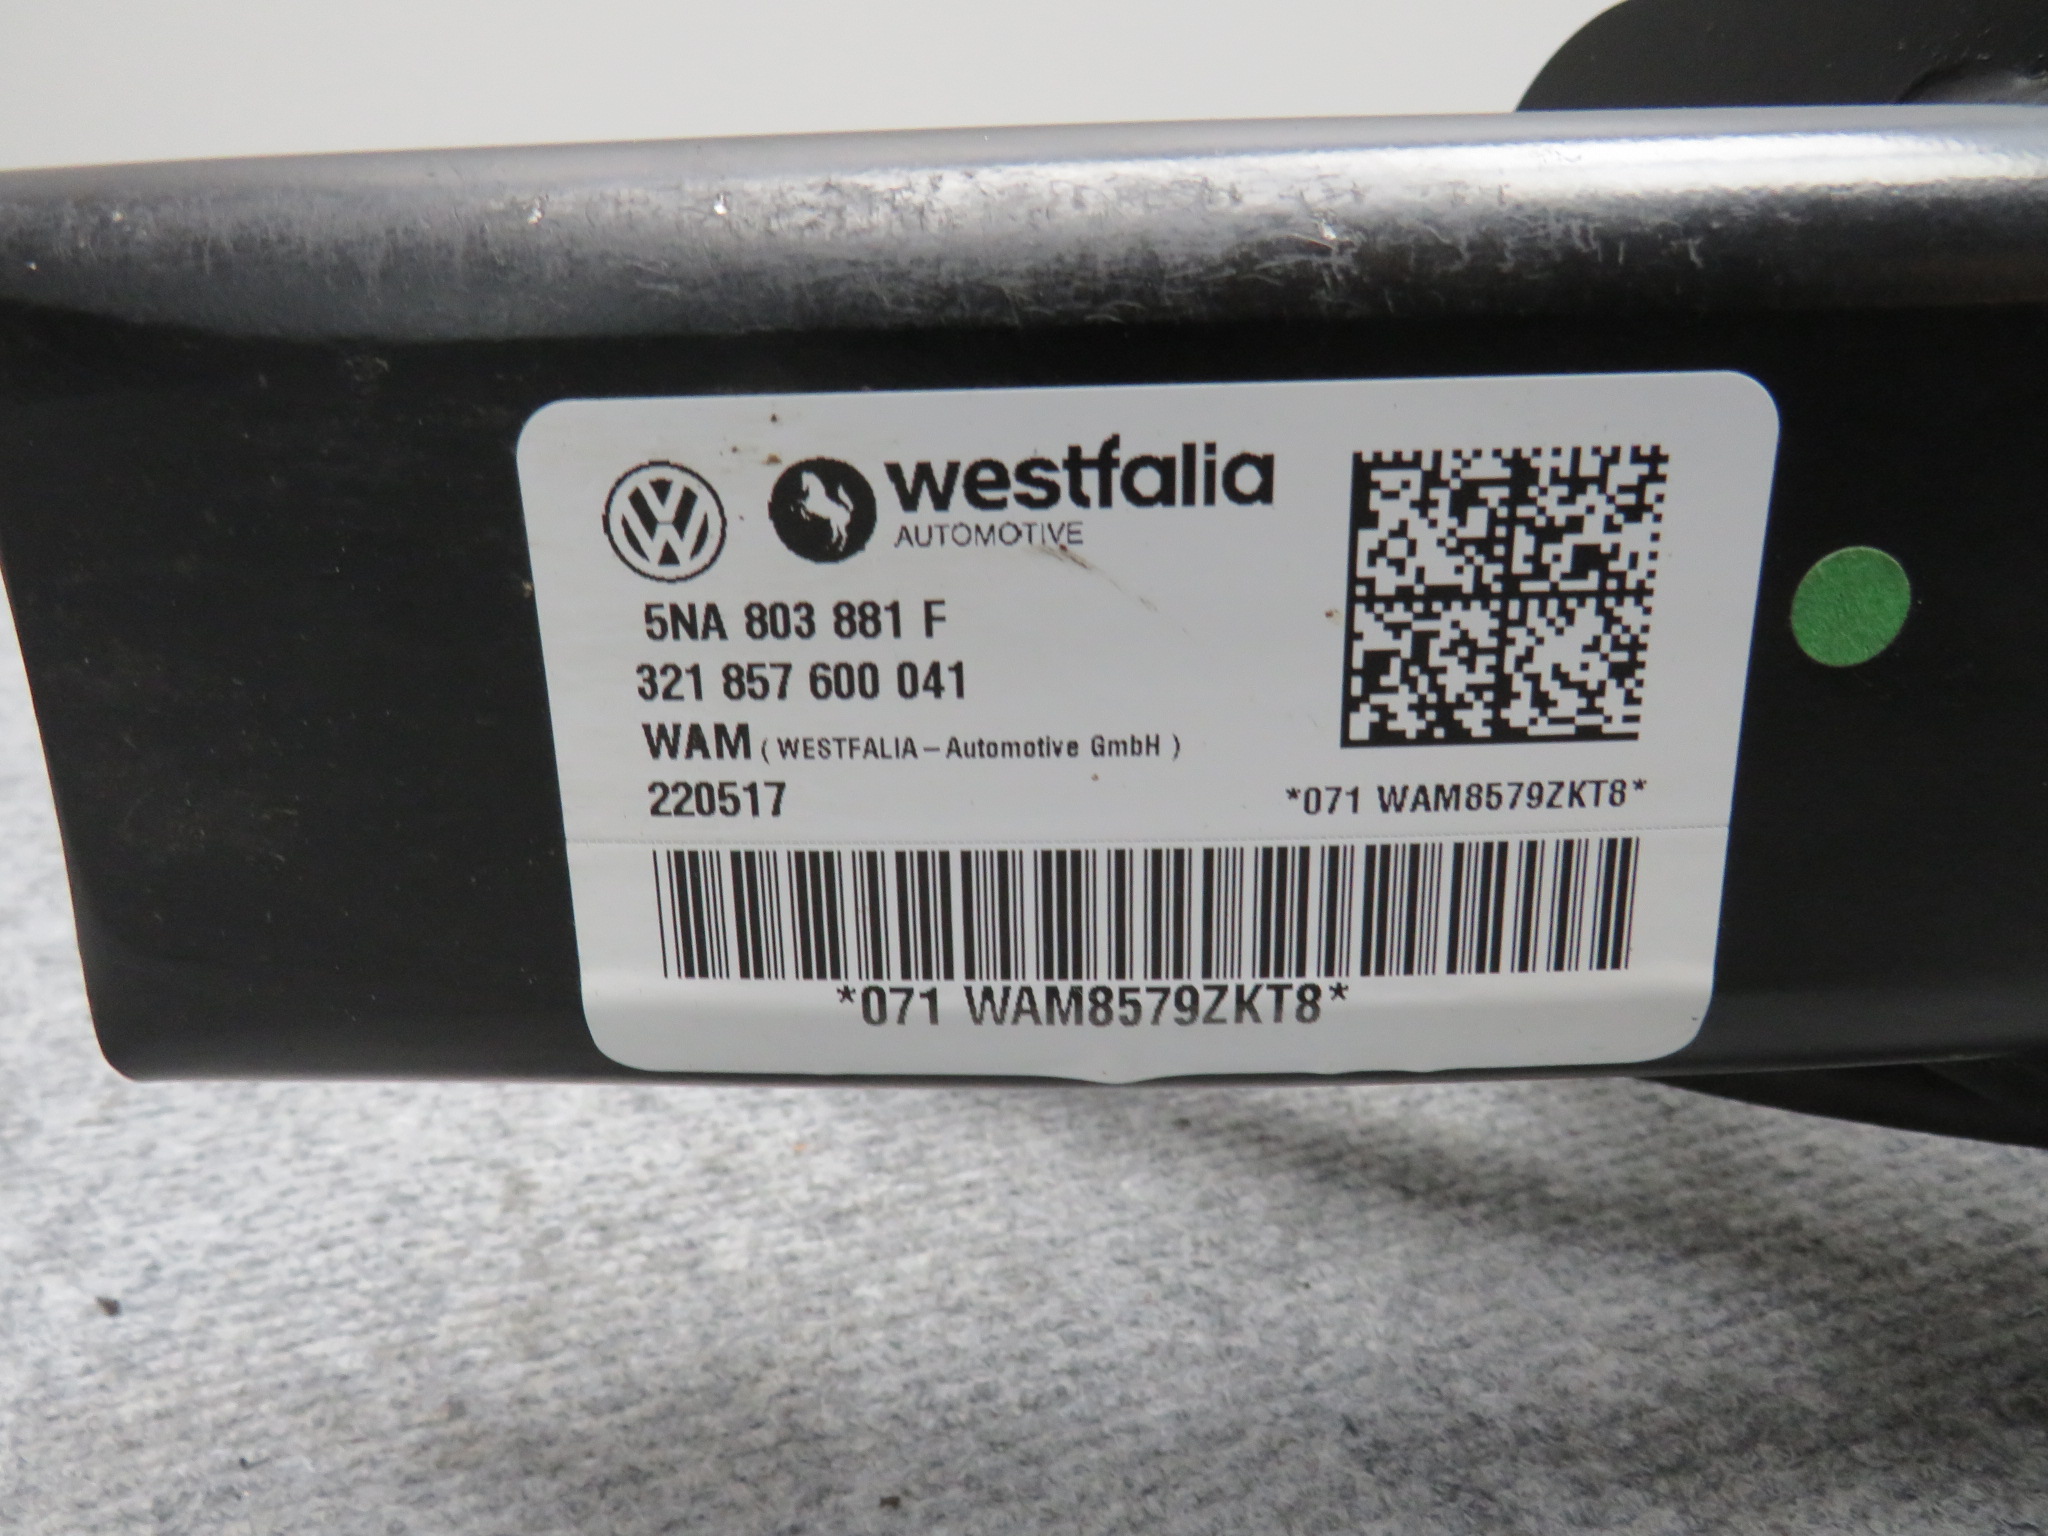 westfalia
AUTOMOTIVE
5NA 803 881 F
321 857 600 041
WAM ( WESTFALIA – Automotive GmbH )
220517
*071 WAM8579ZKT8*
*071 WAM8579ZKT8*